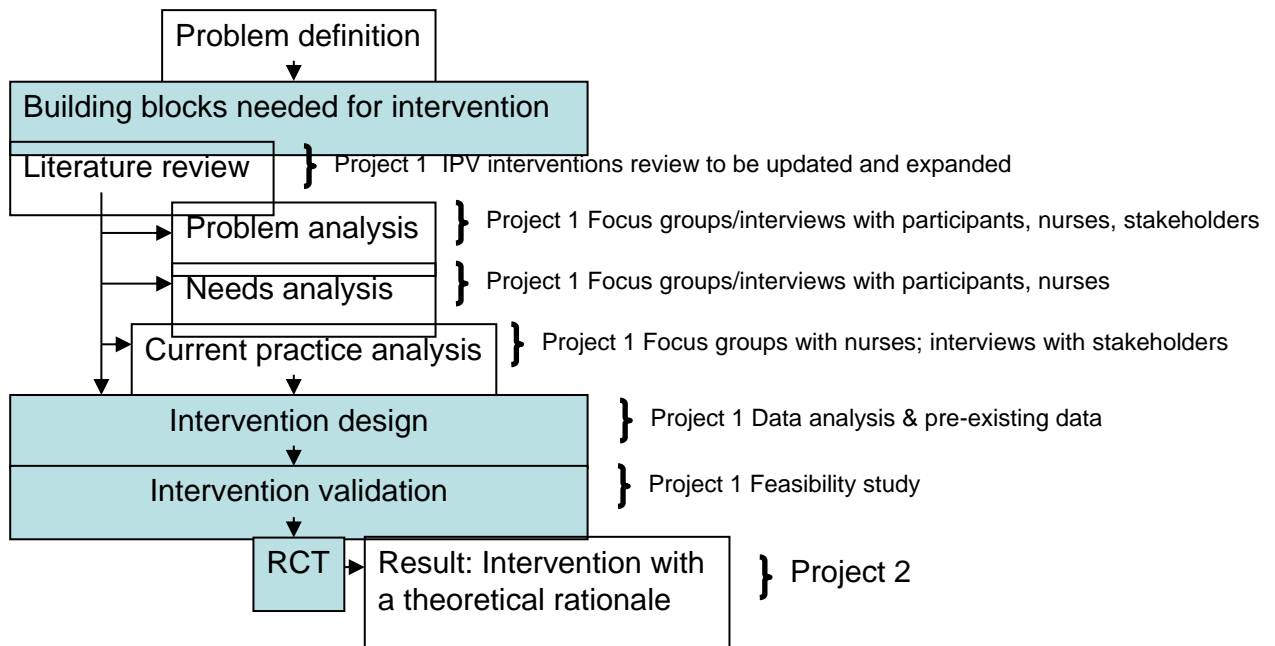 Problem definition
Building blocks needed for intervention
Literature review } Project 1 IPV interventions review to be updated and expanded
Problem analysis } Project 1 Focus groups/interviews with participants, nurses, stakeholders
Needs analysis } Project 1 Focus groups/interviews with participants, nurses
Current practice analysis } Project 1 Focus groups with nurses; interviews with stakeholders
Intervention design } Project 1 Data analysis & pre-existing data
Intervention validation } Project 1 Feasibility study
RCT
Result: Intervention with
a theoretical rationale
} Project 2